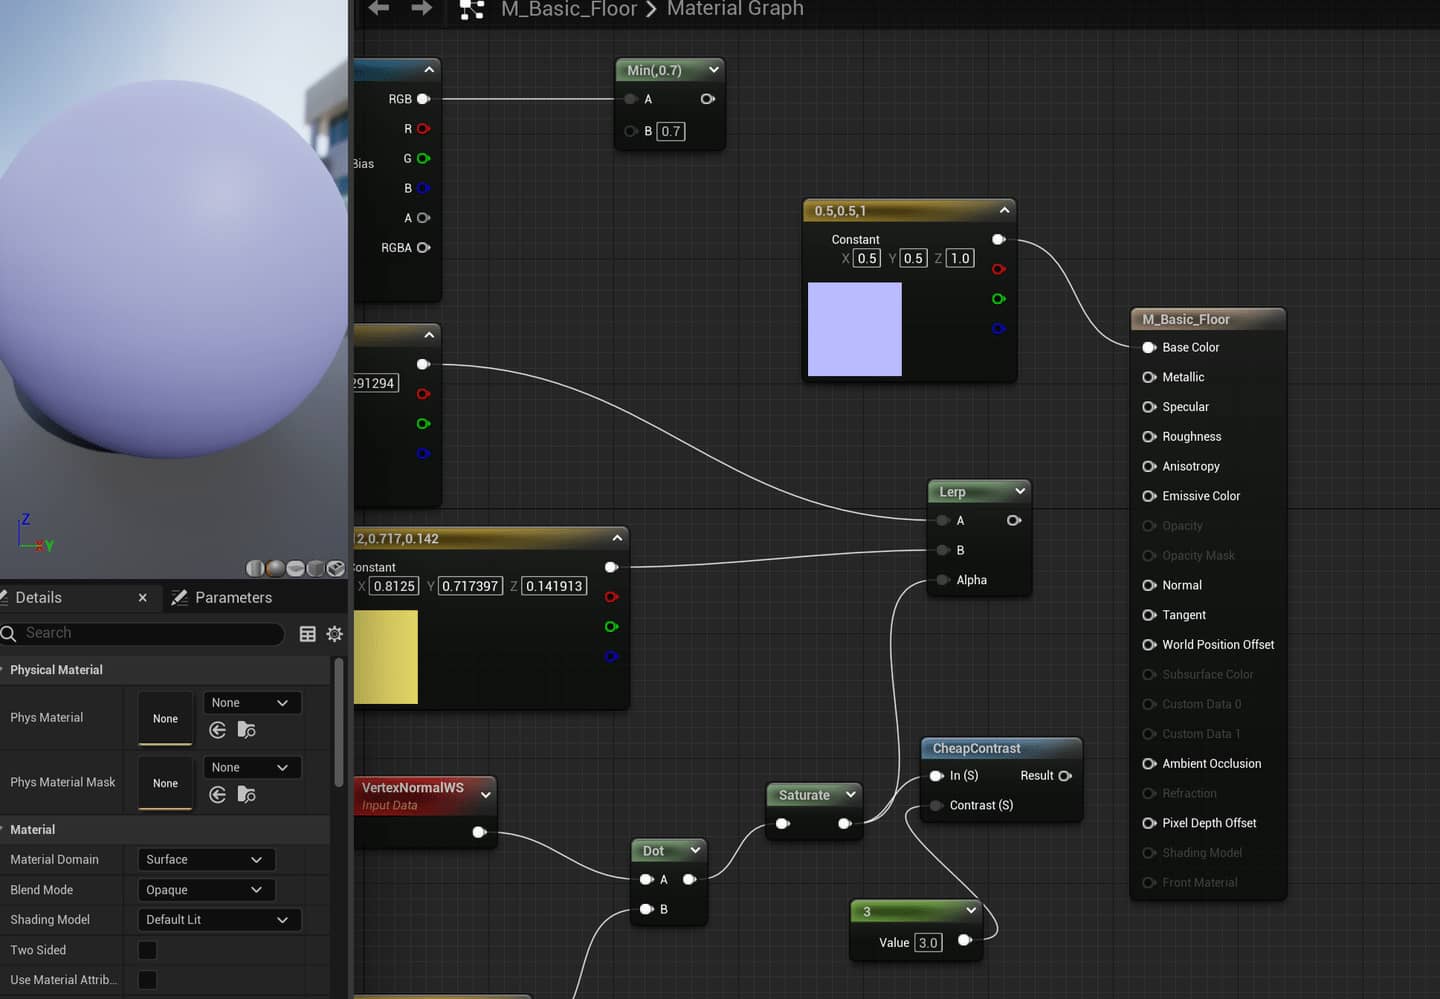 M_Basic_Floor > Material Graph
RGB
R
G
Bias
B
A
RGBA
Min(,0.7)
A
B 0.7
0.5,0.5,1
Constant
X 0.5 Y 0.5 Z 1.0
291294
M_Basic_Floor
Base Color
Metallic
Specular
Roughness
Anisotropy
Emissive Color
Opacity
Opacity Mask
Normal
Tangent
World Position Offset
Subsurface Color
Custom Data 0
Custom Data 1
Ambient Occlusion
Refraction
Pixel Depth Offset
Shading Model
Front Material
Lerp
A
B
Alpha
12,0.717,0.142
Constant
X 0.8125 Y 0.717397 Z 0.141913
CheapContrast
In (S) Result
Contrast (S)
VertexNormalWS
Input Data
Saturate
Dot
A
B
3
Value 3.0
Z
X Y
Details × Parameters
Search
Physical Material
Phys Material None None
Phys Material Mask None None
Material
Material Domain Surface
Blend Mode Opaque
Shading Model Default Lit
Two Sided
Use Material Attrib...